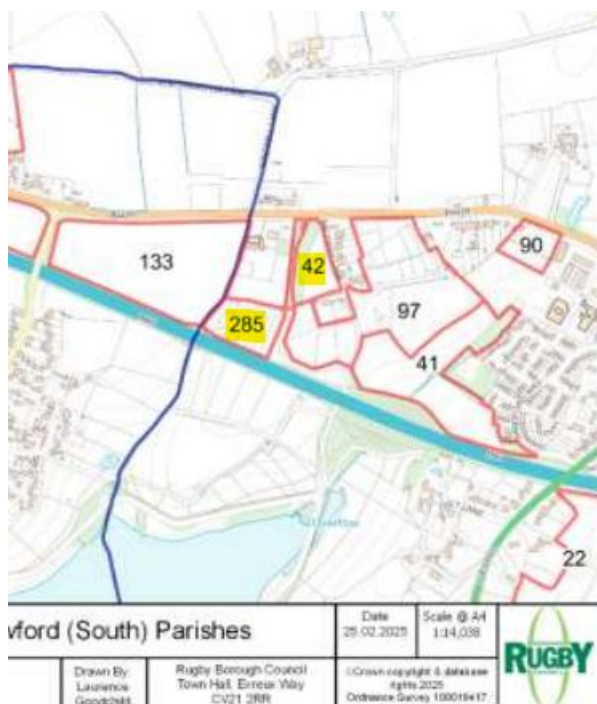 133
42
90
285
97
41
22
wford (South) Parishes
Date
25.02.2025
Scale @ A4
1:14,038
Drawn By:
Laurence
Goodchild
Rugby Borough Council
Town Hall, Evreux Way
CV21 2RR
©Crown copyright & database
rights 2025
Ordnance Survey 100019417
RUGBY